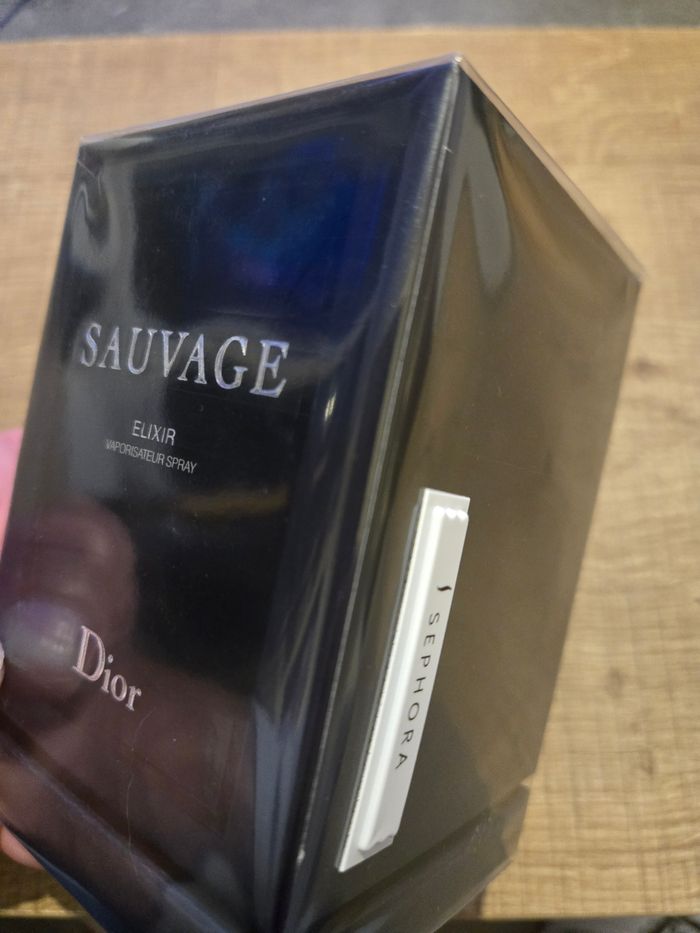 SAUVAGE
ELIXIR
VAPORISATEUR SPRAY
Dior
SEPHORA